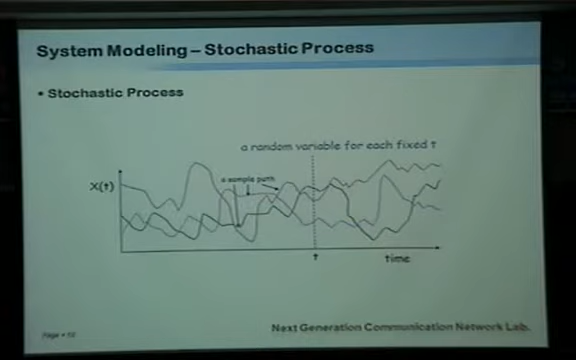 System Modeling – Stochastic Process
• Stochastic Process
a random variable for each fixed t
a sample path
X(t)
t
time
Next Generation Communication Network Lab.